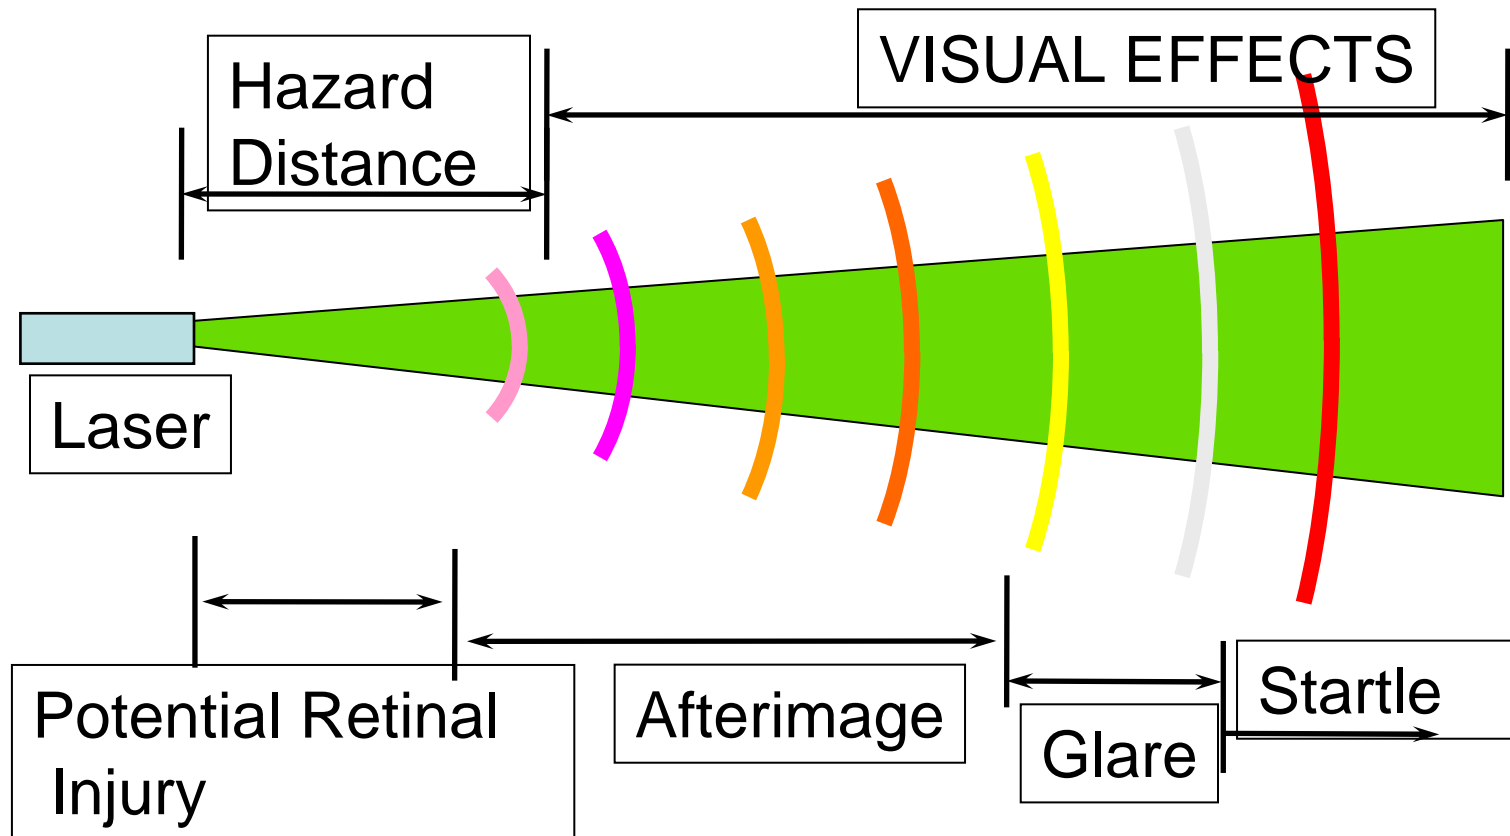 VISUAL EFFECTS
Hazard
Distance
Laser
Potential Retinal
Injury
Afterimage
Glare
Startle